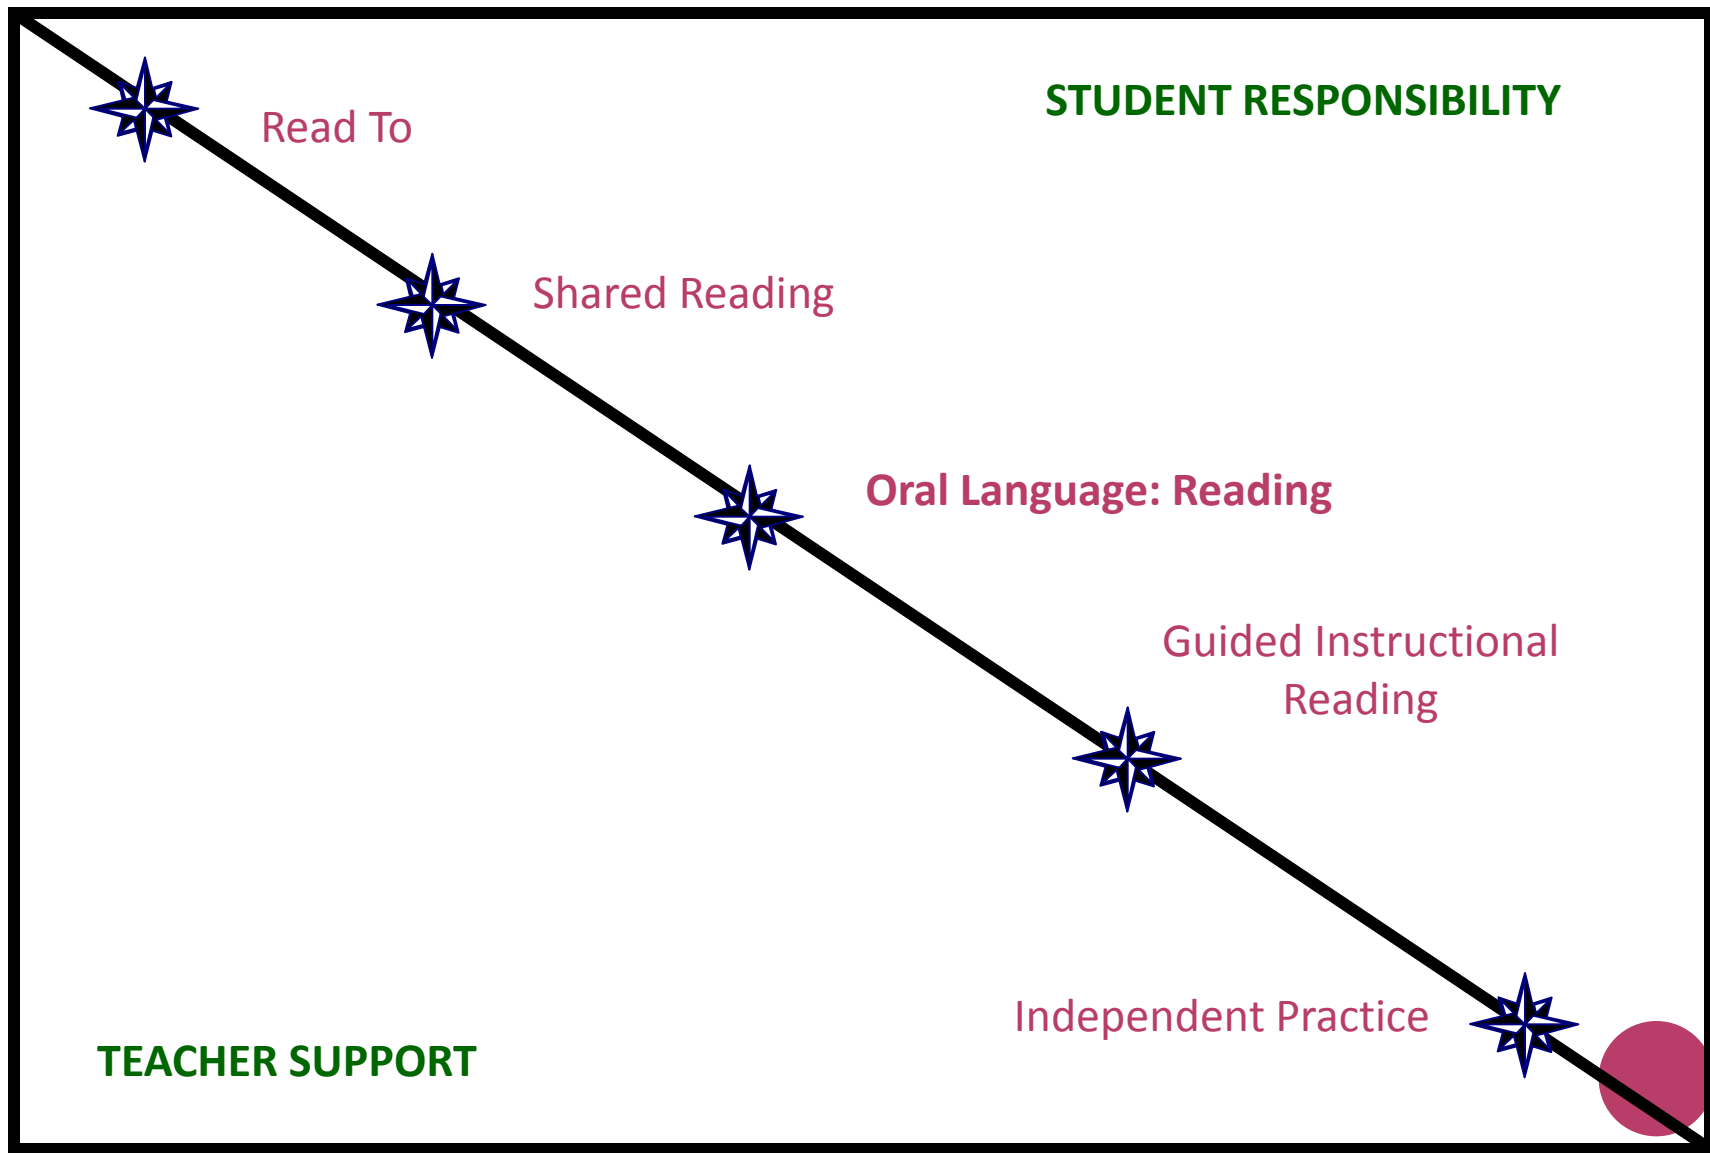 STUDENT RESPONSIBILITY
Read To
Shared Reading
Oral Language: Reading
Guided Instructional
Reading
Independent Practice
TEACHER SUPPORT